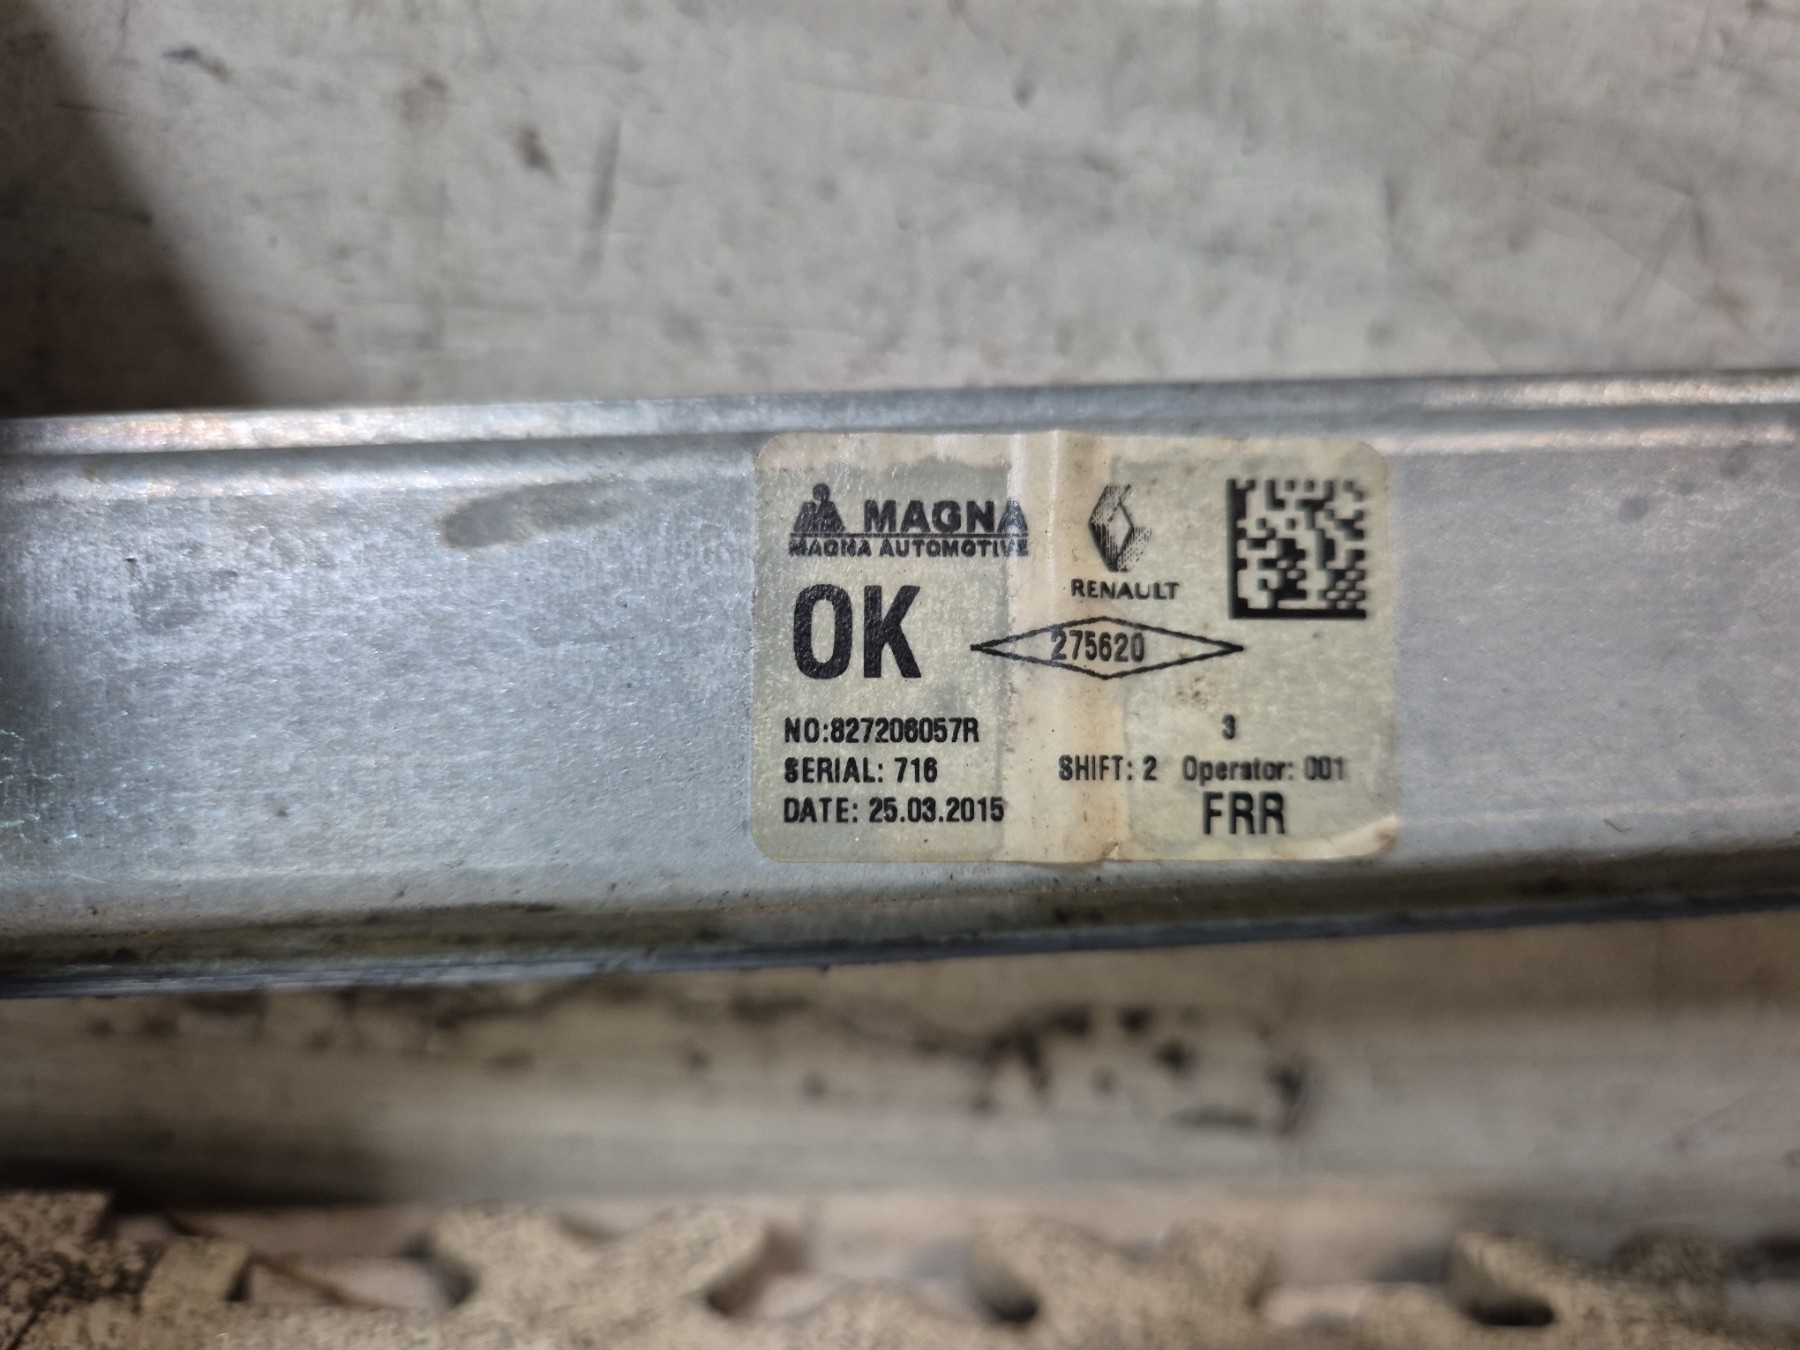 MAGNA
MAGNA AUTOMOTIVE
RENAULT
OK
275620
NO:827206057R
3
SERIAL: 716
SHIFT: 2 Operator: 001
DATE: 25.03.2015
FRR